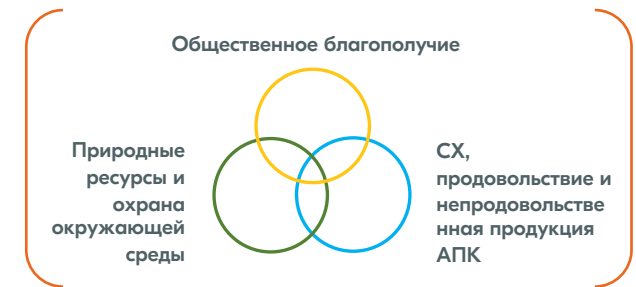 Общественное благополучие
Природные
ресурсы и
охрана
окружающей
среды
СХ,
продовольствие и
непродовольстве
нная продукция
АПК